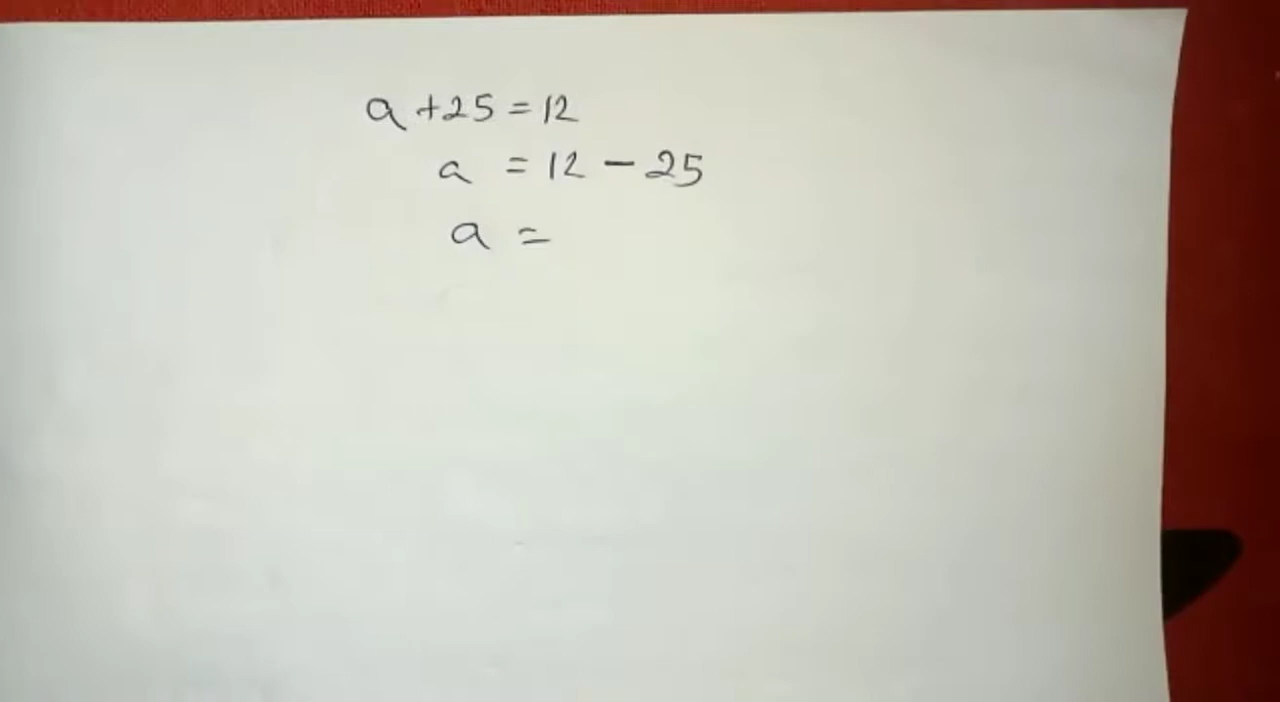 a + 25 = 12
a = 12 - 25
a =